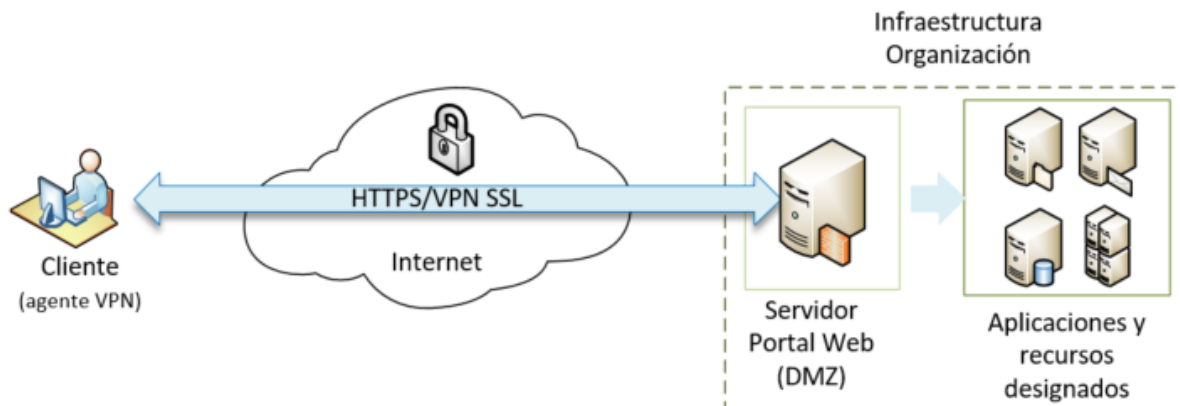 Infraestructura
Organización
HTTPS/VPN SSL
Internet
Cliente
(agente VPN)
Servidor
Portal Web
(DMZ)
Aplicaciones y
recursos
designados